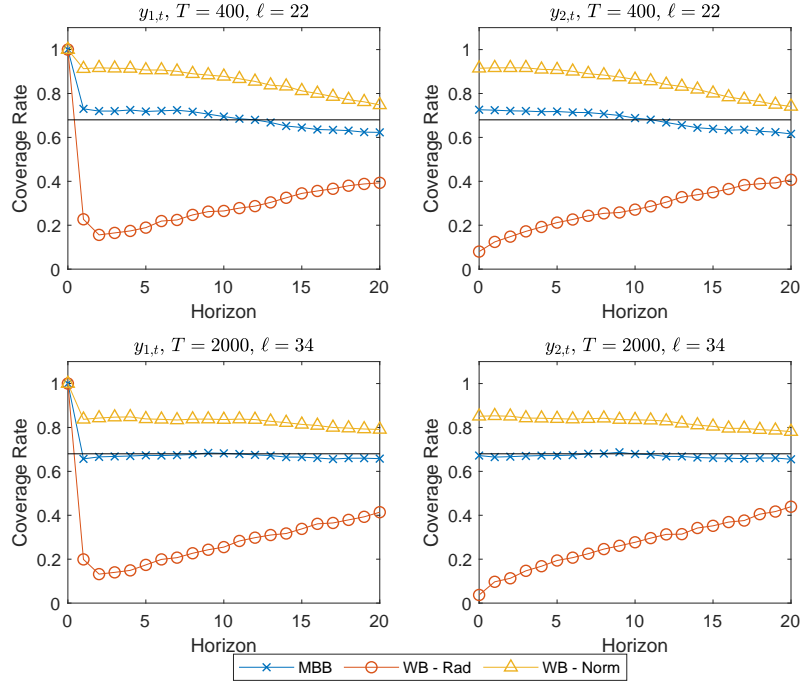 y1,t, T = 400, ℓ = 22
y2,t, T = 400, ℓ = 22
Coverage Rate
1
0.8
0.6
0.4
0.2
0
0 5 10 15 20
Horizon
Coverage Rate
1
0.8
0.6
0.4
0.2
0
0 5 10 15 20
Horizon
y1,t, T = 2000, ℓ = 34
y2,t, T = 2000, ℓ = 34
Coverage Rate
1
0.8
0.6
0.4
0.2
0
0 5 10 15 20
Horizon
Coverage Rate
1
0.8
0.6
0.4
0.2
0
0 5 10 15 20
Horizon
MBB WB - Rad WB - Norm